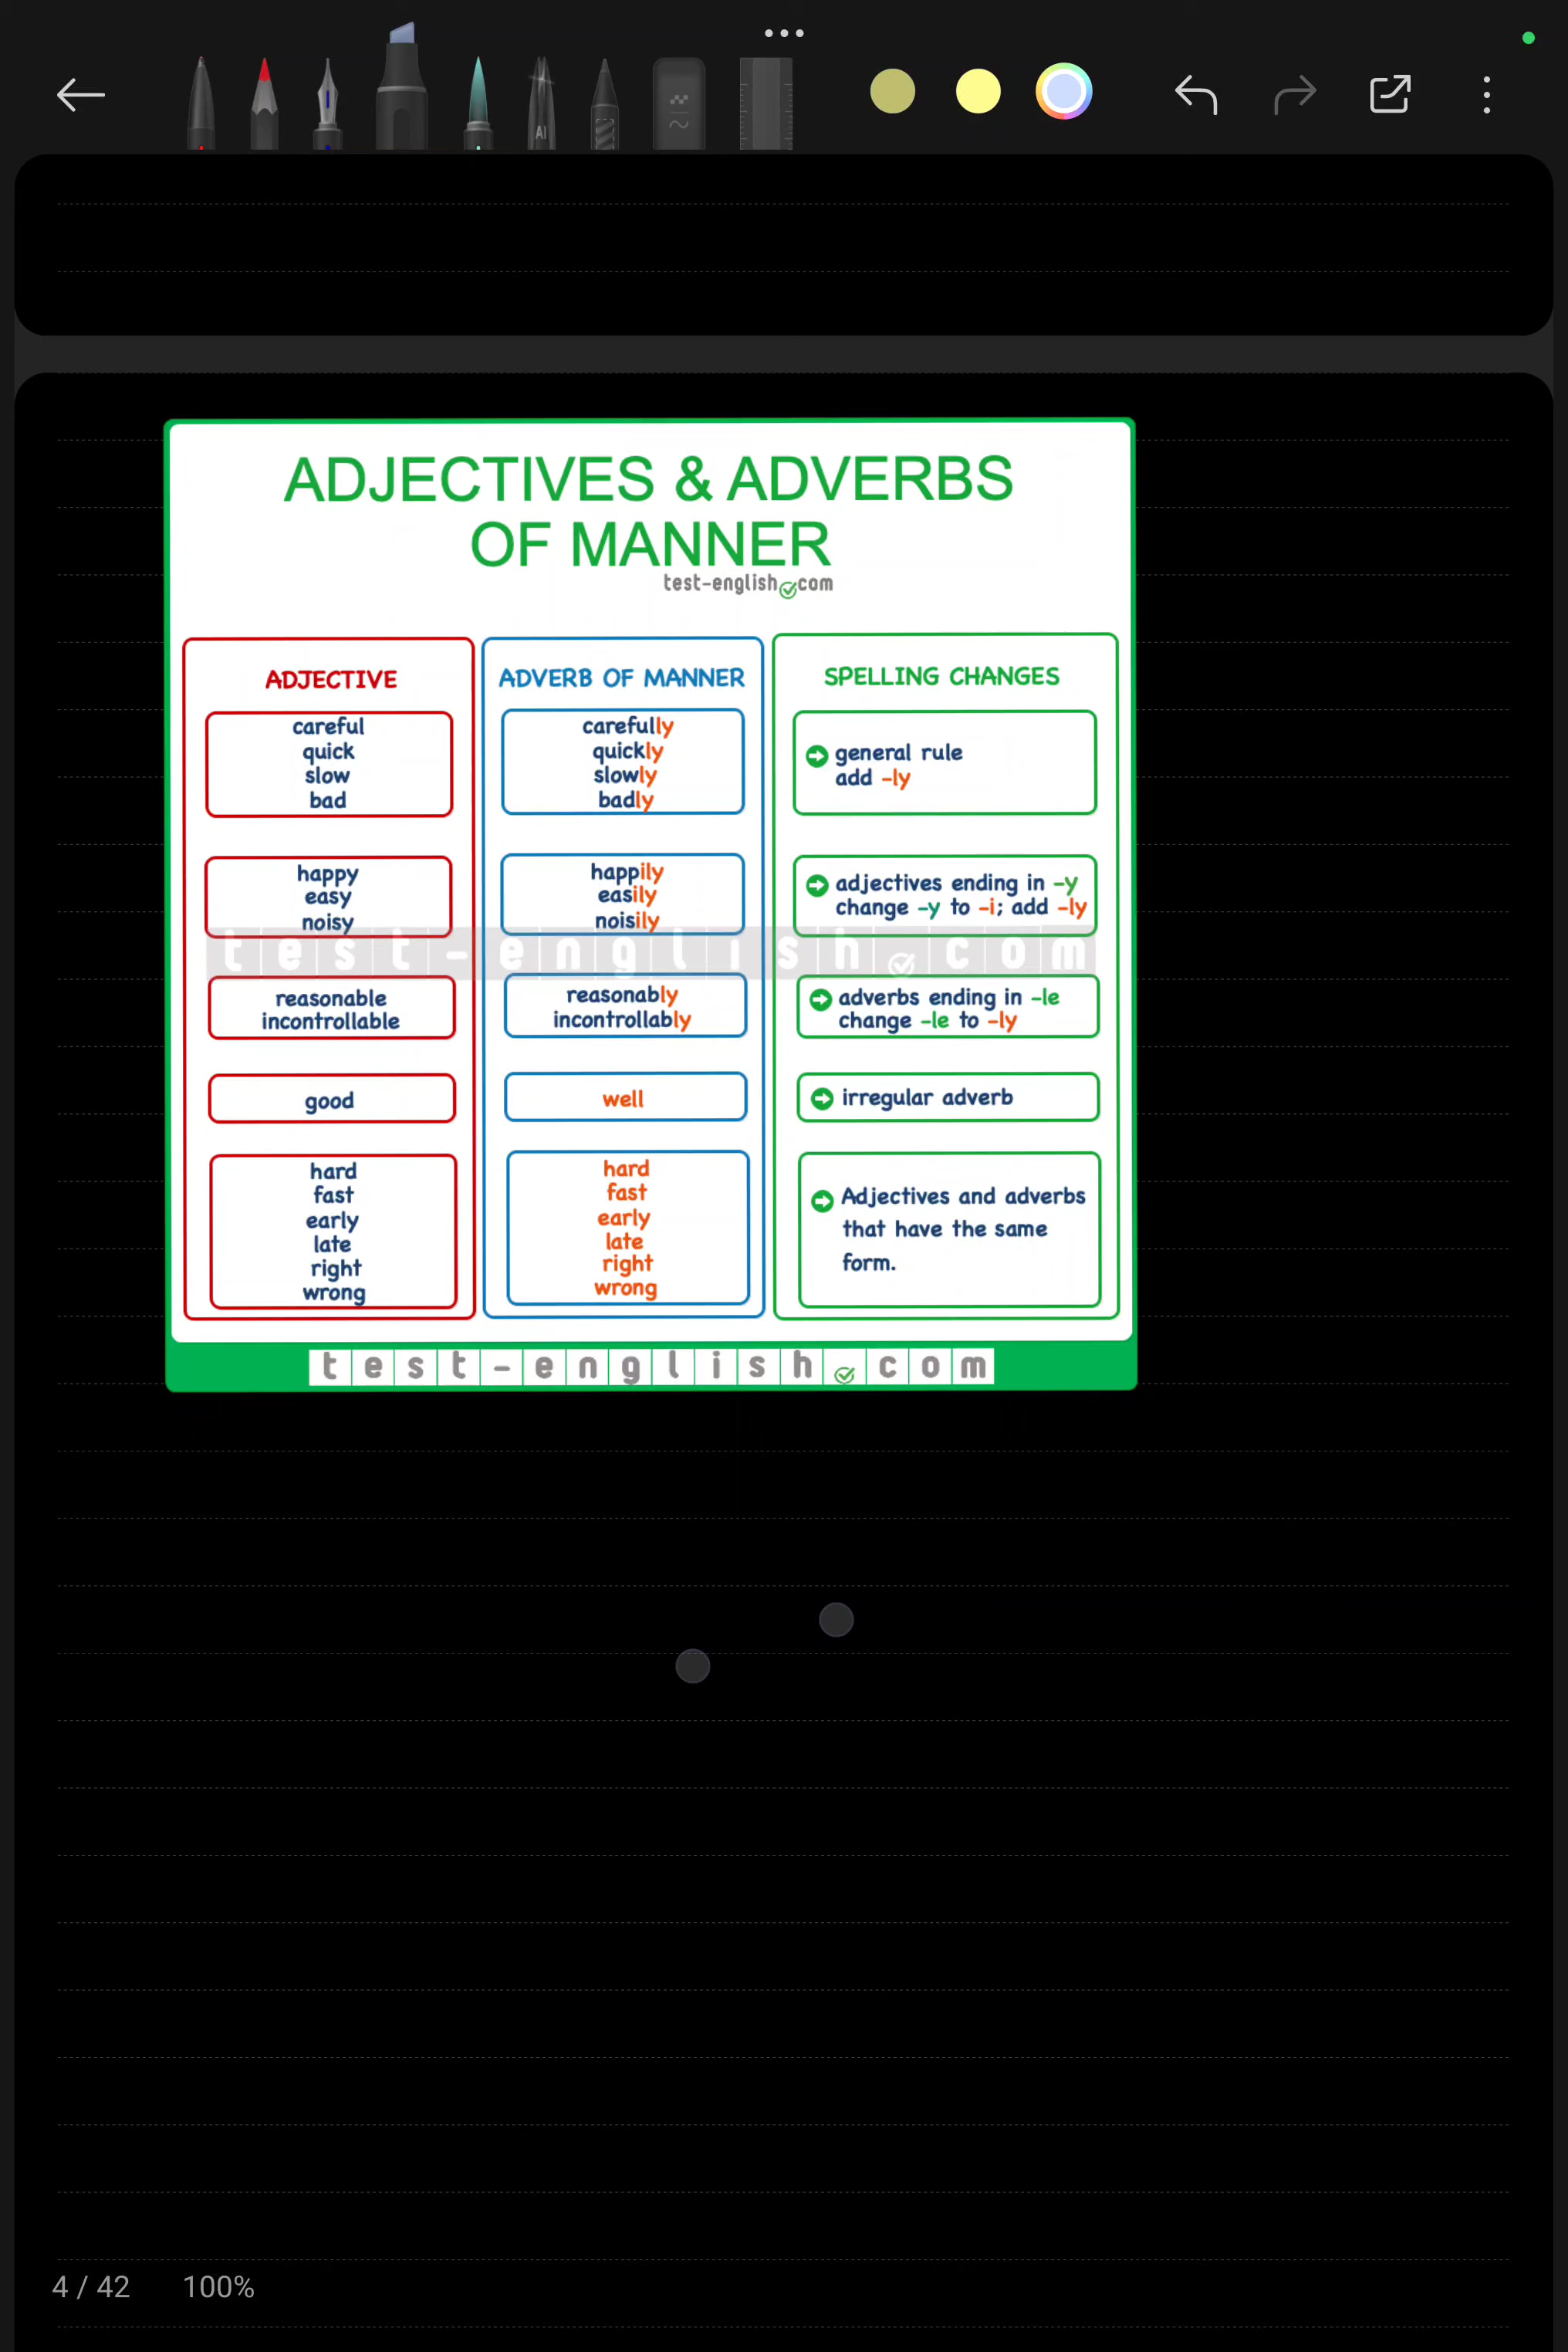 AI
ADJECTIVES & ADVERBS
OF MANNER
test-english com
ADJECTIVE
careful
quick
slow
bad
happy
easy
noisy
reasonable
incontrollable
good
hard
fast
early
late
right
wrong
ADVERB OF MANNER
carefully
quickly
slowly
badly
happily
easily
noisily
reasonably
incontrollably
well
hard
fast
early
late
right
wrong
SPELLING CHANGES
general rule
add -ly
adjectives ending in -y
change -y to -i; add -ly
adverbs ending in -le
change -le to -ly
irregular adverb
Adjectives and adverbs
that have the same
form.
test-english com
test-english com
4 / 42 100%